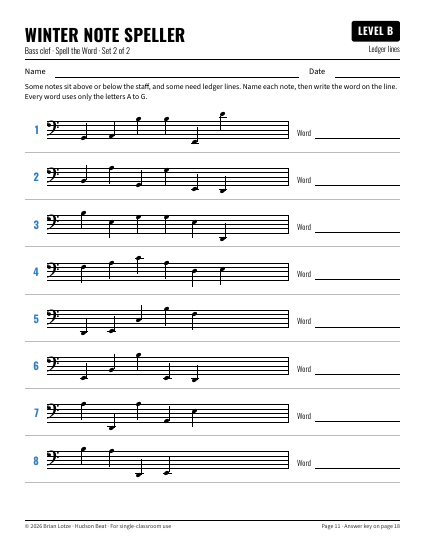 WINTER NOTE SPELLER
LEVEL B
Bass clef · Spell the Word · Set 2 of 2
Ledger lines
Name
Date
Some notes sit above or below the staff, and some need ledger lines. Name each note, then write the word on the line.
Every word uses only the letters A to G.
1
Word
2
Word
3
Word
4
Word
5
Word
6
Word
7
Word
8
Word
© 2026 Brian Lotze · Hudson Beat · For single-classroom use
Page 11 · Answer key on page 18